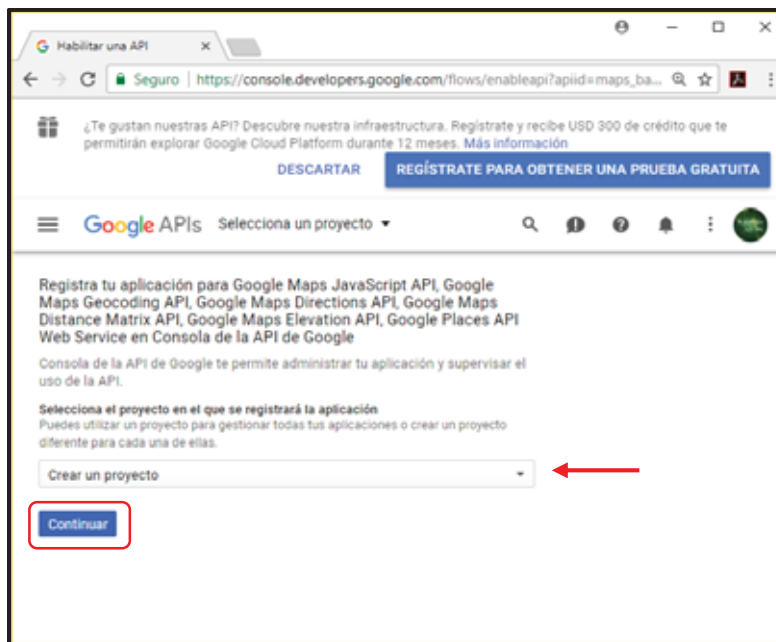 Habilitar una API
Seguro | https://console.developers.google.com/flows/enableapi?apiid=maps_ba...
¿Te gustan nuestras API? Descubre nuestra infraestructura. Regístrate y recibe USD 300 de crédito que te
permitirán explorar Google Cloud Platform durante 12 meses. Más información
DESCARTAR REGÍSTRATE PARA OBTENER UNA PRUEBA GRATUITA
Google APIs Selecciona un proyecto
Registra tu aplicación para Google Maps JavaScript API, Google
Maps Geocoding API, Google Maps Directions API, Google Maps
Distance Matrix API, Google Maps Elevation API, Google Places API
Web Service en Consola de la API de Google
Consola de la API de Google te permite administrar tu aplicación y supervisar el
uso de la API.
Selecciona el proyecto en el que se registrará la aplicación
Puedes utilizar un proyecto para gestionar todas tus aplicaciones o crear un proyecto
diferente para cada una de ellas.
Crear un proyecto
Continuar